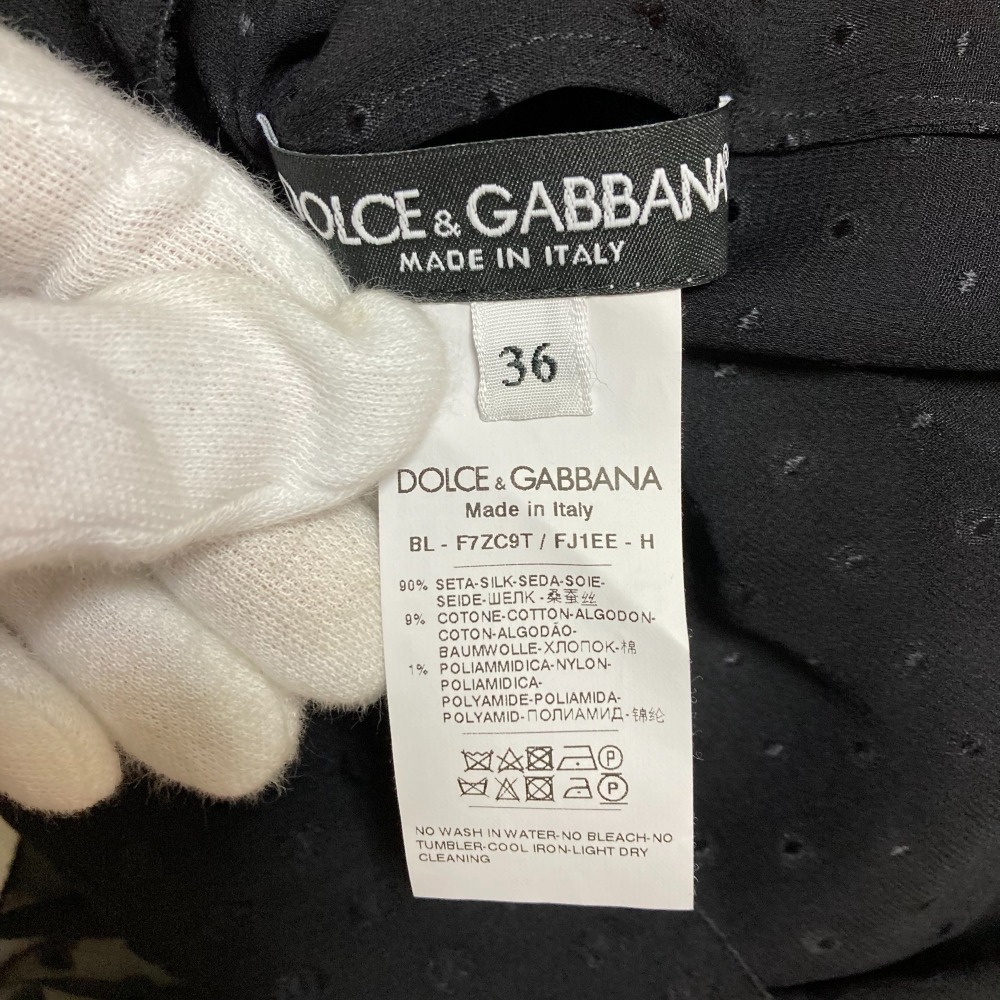 DOLCE & GABBANA®
MADE IN ITALY
36
DOLCE & GABBANA
Made in Italy
BL - F7ZC9T / FJ1EE - H
90% SETA-SILK-SEDA-SOIE-
SEIDE-ШЕЛК-桑蚕丝
9% COTONE-COTTON-ALGODON-
COTON-ALGODÃO-
BAUMWOLLE-ХЛОПОК-棉
1% POLIAMMIDICA-NYLON-
POLIAMIDICA-
POLYAMIDE-POLIAMIDA-
POLYAMID-ПОЛИАМИД-锦纶
P
P
NO WASH IN WATER-NO BLEACH-NO
TUMBLER-COOL IRON-LIGHT DRY
CLEANING